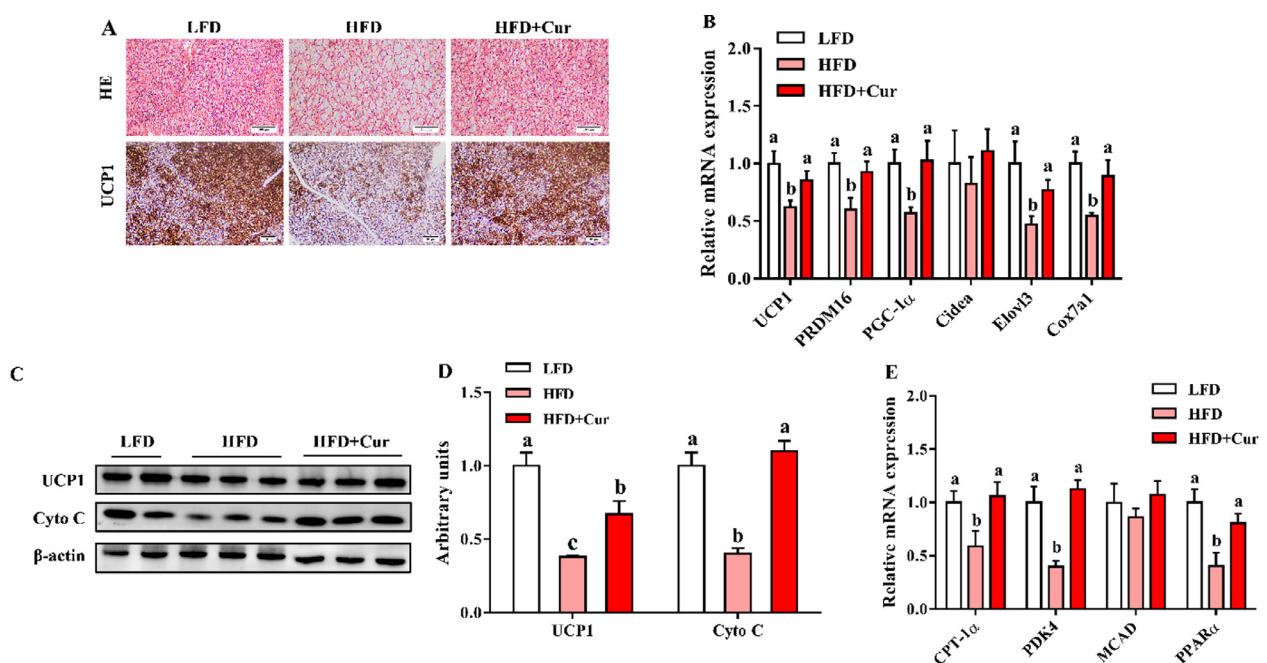 A
LFD
HFD
HFD+Cur
HE
UCP1
B
LFD
HFD
HFD+Cur
Relative mRNA expression
2.0
1.5
1.0
0.5
0.0
a
b
a
a
b
a
a
b
a
a
b
a
a
b
a
UCP1
PRDM16
PGC-1α
Cidea
Elovl3
Cox7a1
C
LFD
HFD
HFD+Cur
UCP1
Cyto C
β-actin
D
LFD
HFD
HFD+Cur
Arbitrary units
1.5
1.0
0.5
0.0
a
c
b
a
b
a
UCP1
Cyto C
E
LFD
HFD
HFD+Cur
Relative mRNA expression
2.0
1.5
1.0
0.5
0.0
a
b
a
a
b
a
a
b
a
CPT-1α
PDK4
MCAD
PPARα